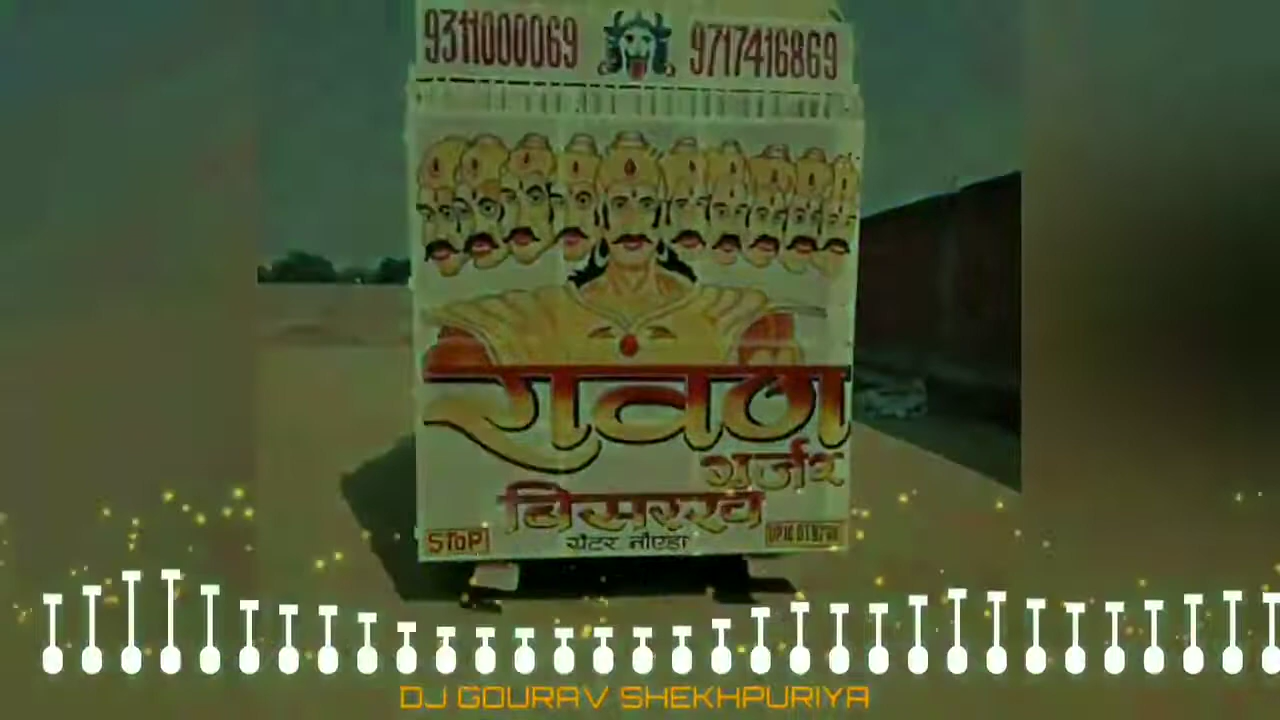 9311000069 9717416869
रावण
गुर्जर
बिसरख
STOP ग्रेटर नौएडा
DJ GOURAV SHEKHPURIYA